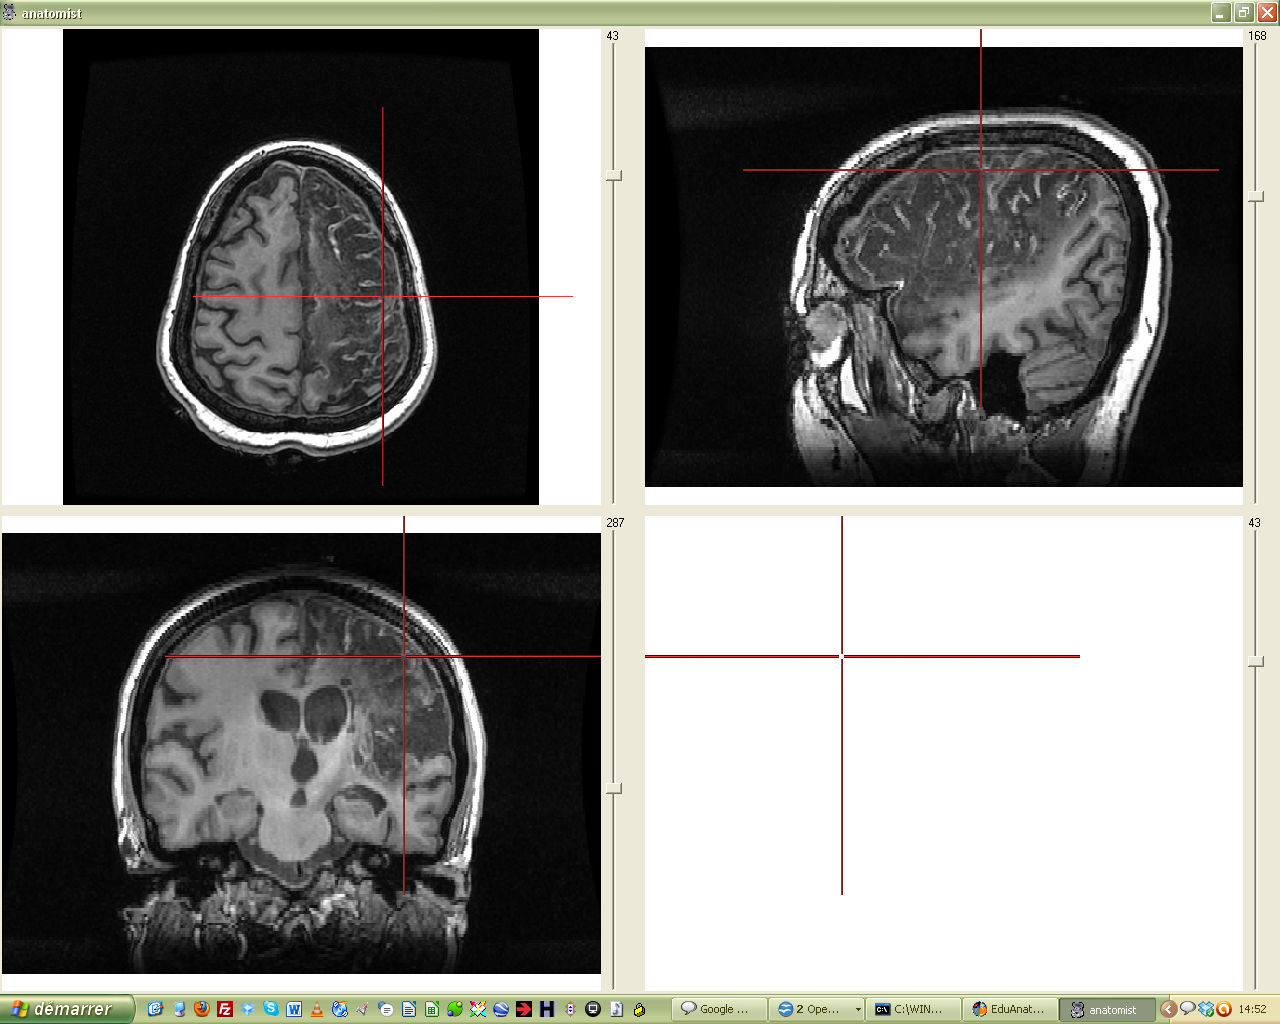 anatomist
43
168
287
43
démarrer
Google ...
2 Ope...
C:\WIN...
EduAnat...
anatomist
14:52